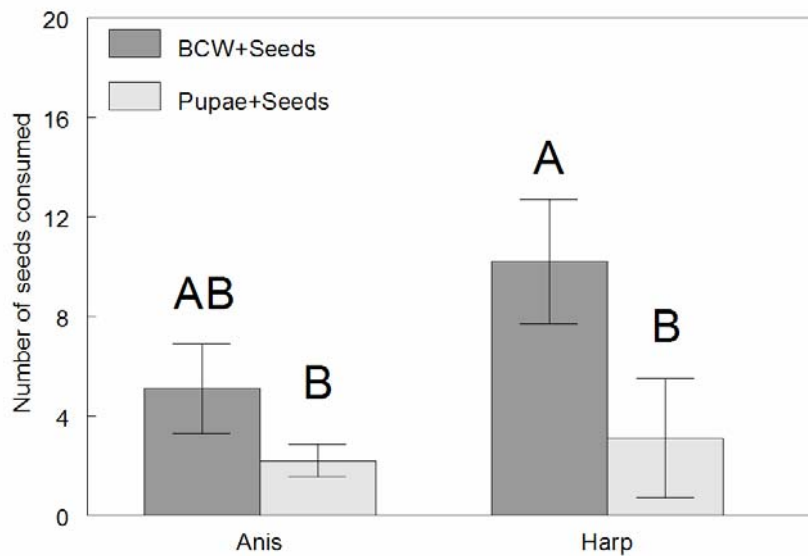 20
BCW+Seeds
Pupae+Seeds
16
A
12
AB
8
B
B
4
0
Number of seeds consumed
Anis
Harp